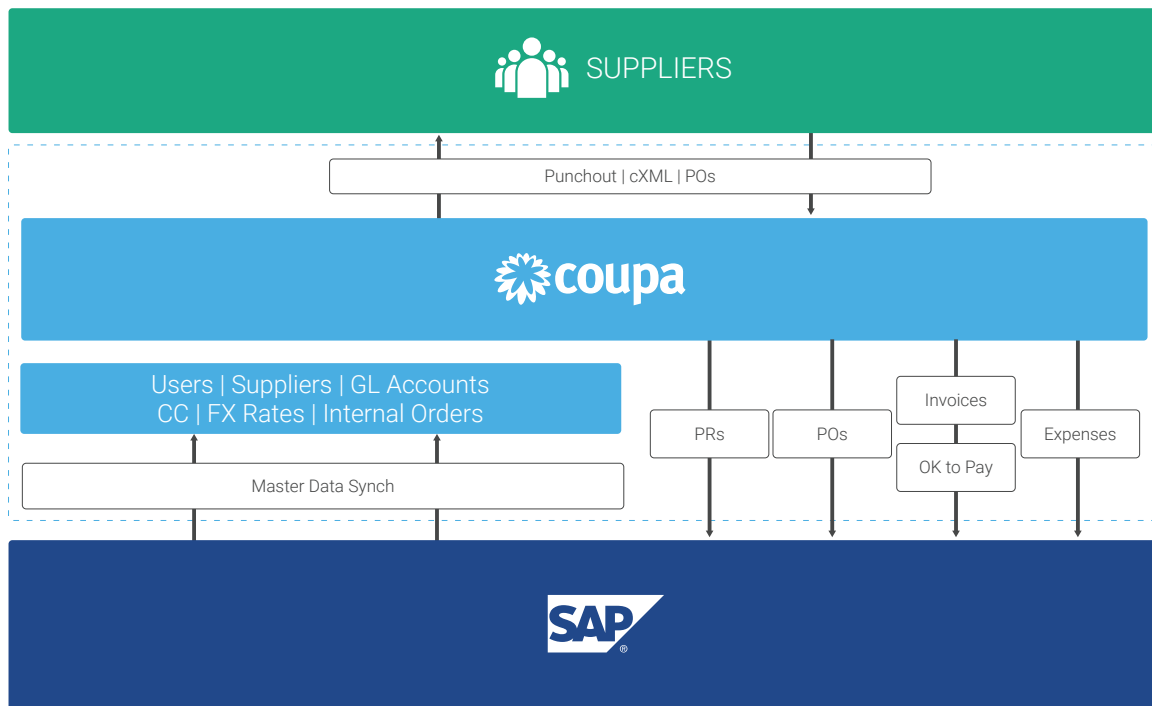 SUPPLIERS
Punchout | cXML | POs
coupa
Users | Suppliers | GL Accounts
CC | FX Rates | Internal Orders
Master Data Synch
PRs
POs
Invoices
OK to Pay
Expenses
SAP®